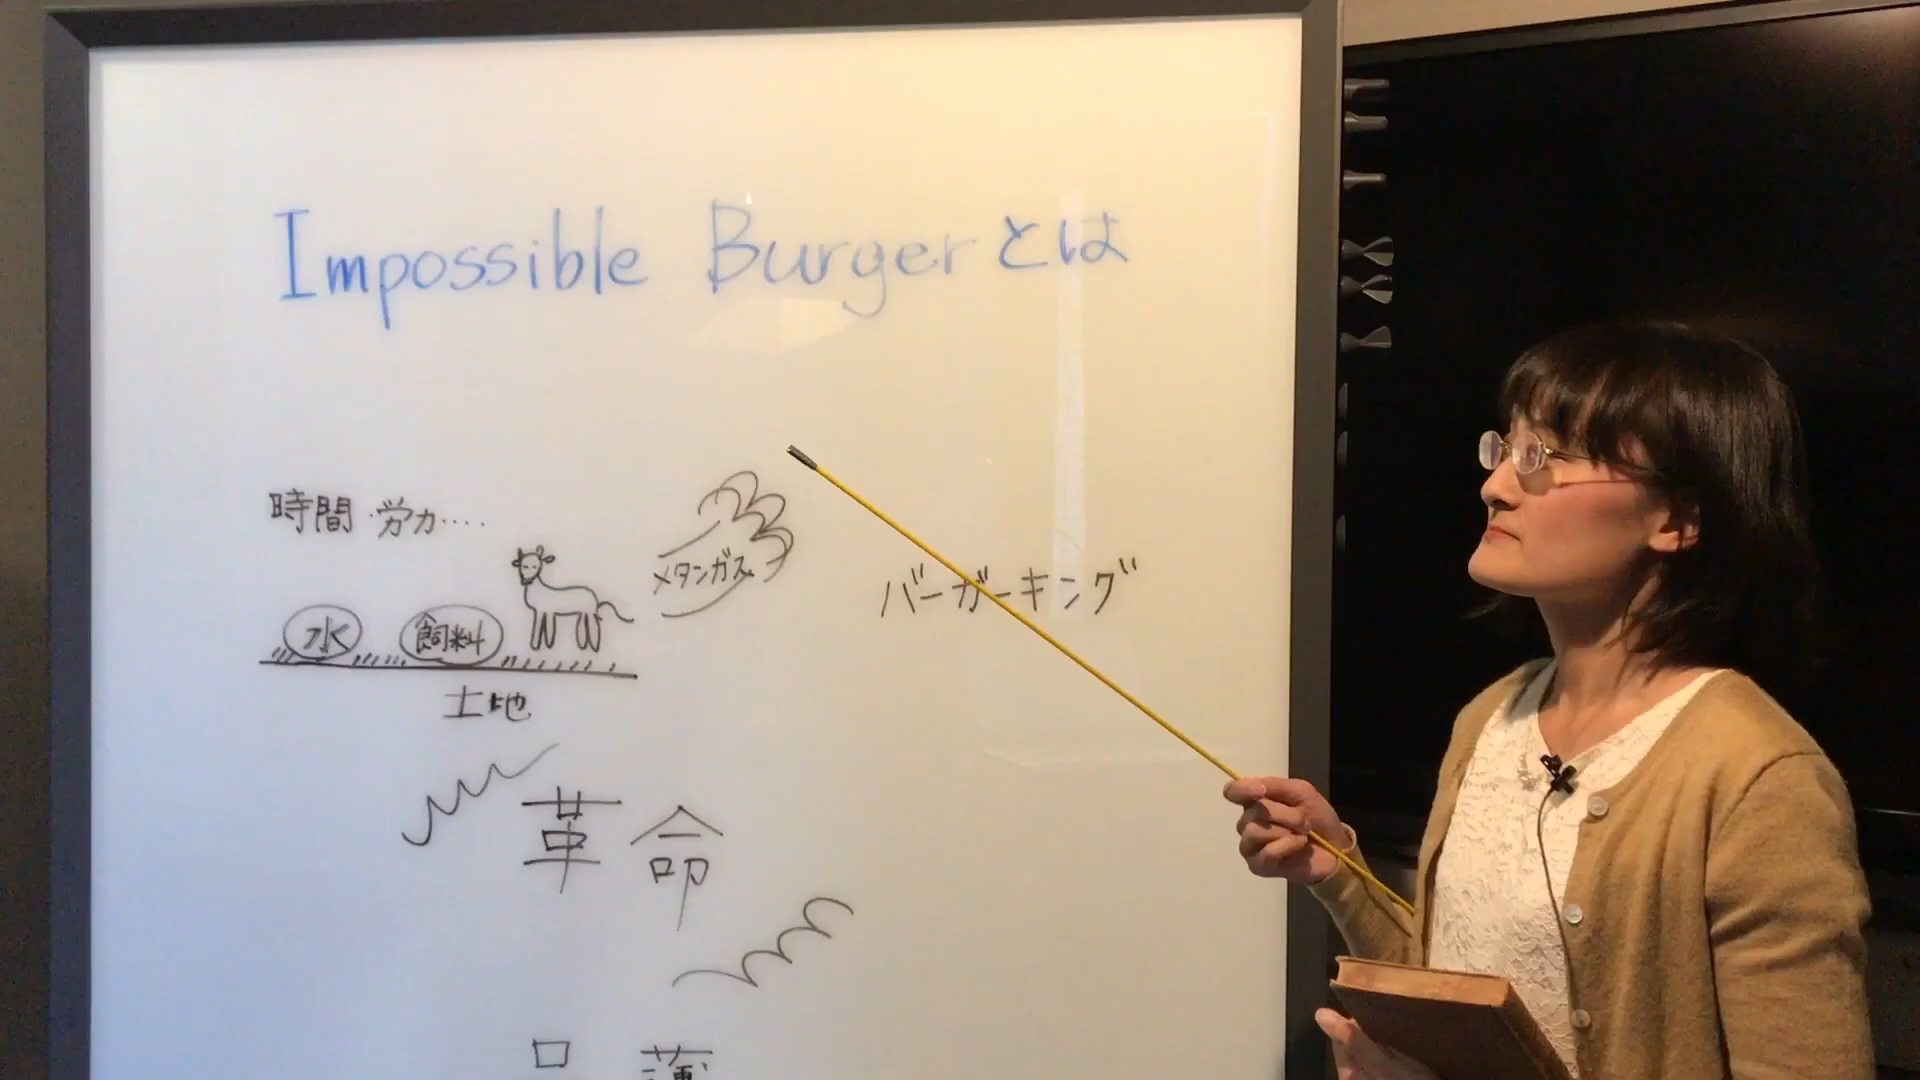 Impossible Burgerとは
時間・労力....
メタンガス
バーガーキング
水
飼料
土地
革命